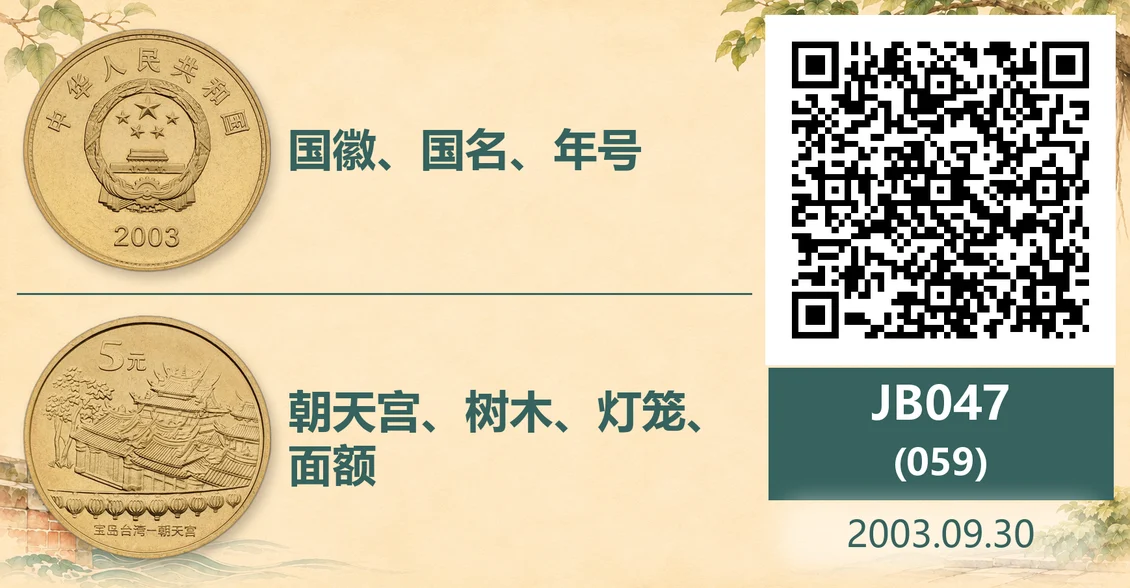 中华人民共和国
2003
国徽、国名、年号
5元
宝岛台湾—朝天宫
朝天宫、树木、灯笼、
面额
JB047
(059)
2003.09.30